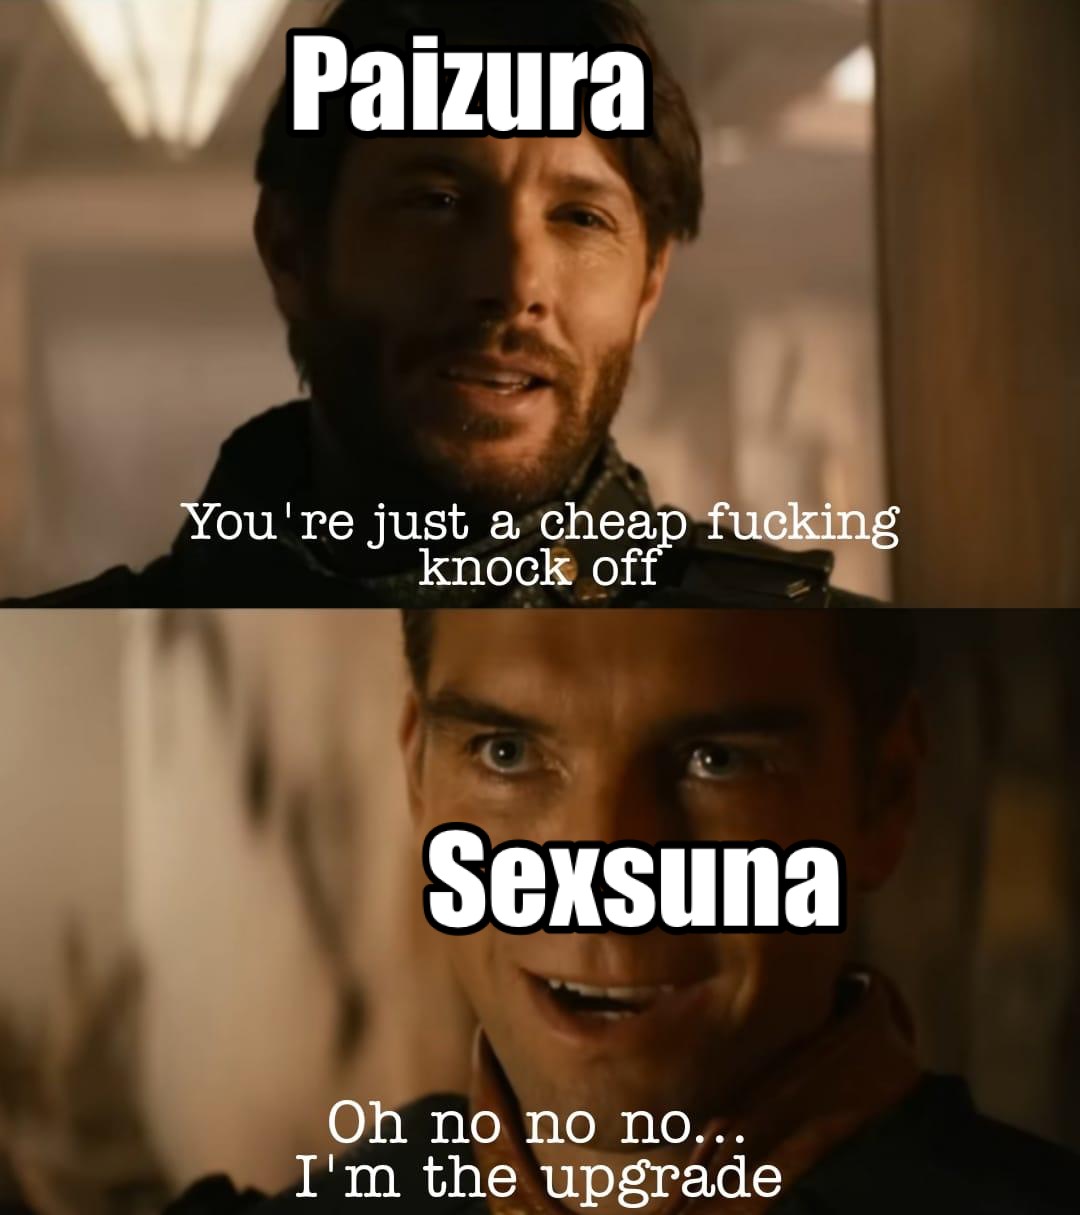 Paizura
You're just a cheap fucking
knock off
Sexsuna
Oh no no no...
I'm the upgrade